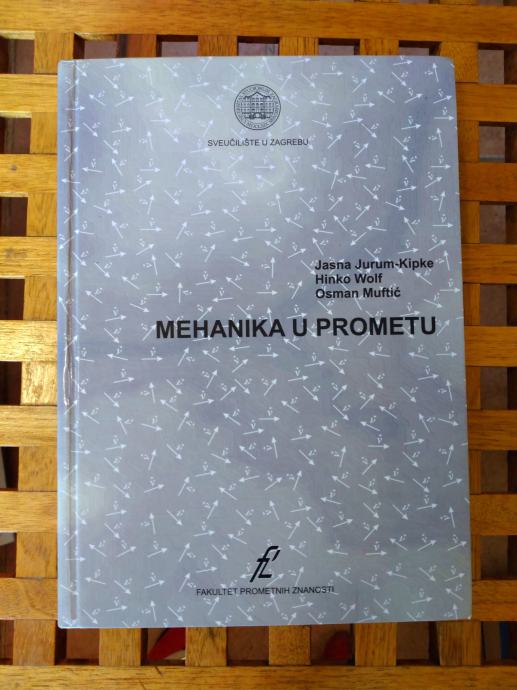 SVEUČILIŠTE U ZAGREBU
Jasna Jurum-Kipke
Hinko Wolf
Osman Muftić
MEHANIKA U PROMETU
FAKULTET PROMETNIH ZNANOSTI